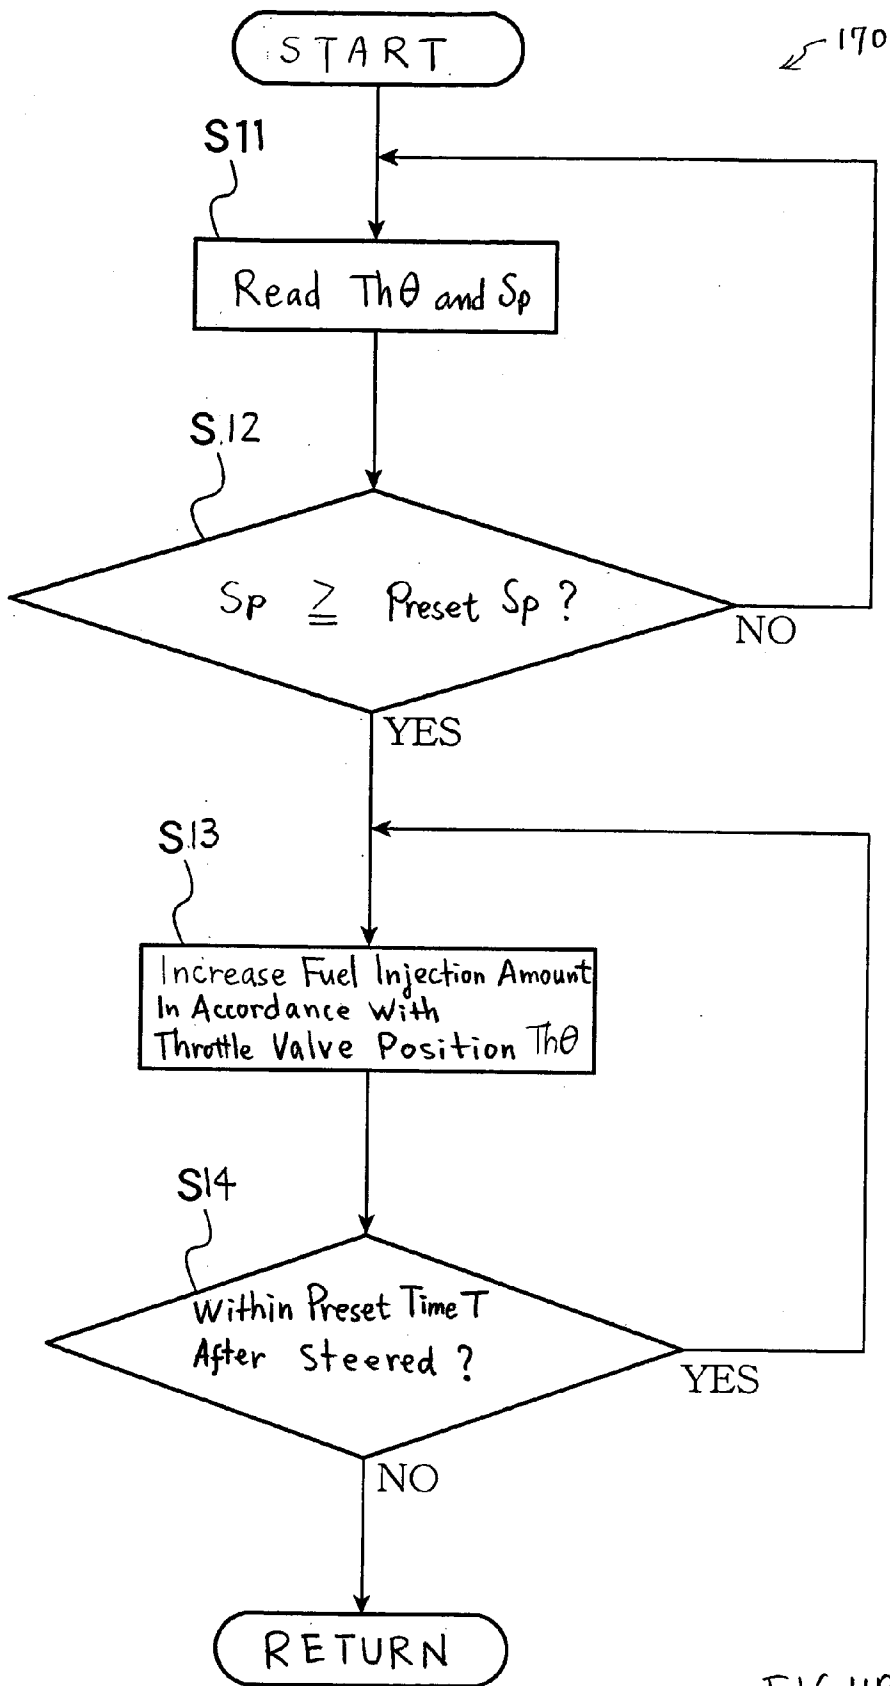 START
170
S11
Read Thθ and Sp
S12
Sp ≧ Preset Sp ?
NO
YES
S13
Increase Fuel Injection Amount
In Accordance With
Throttle Valve Position Thθ
S14
Within Preset Time T
After Steered ?
YES
NO
RETURN